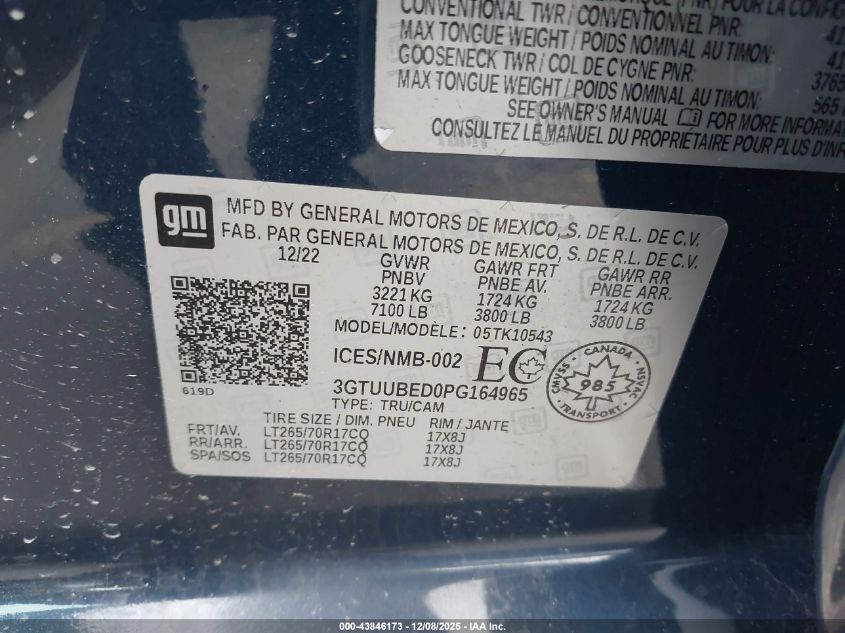 CONVENTIONAL TWR / CONVENTIONNEL PNR:
MAX TONGUE WEIGHT / POIDS NOMINAL AU TIMON:
GOOSENECK TWR / COL DE CYGNE PNR:
MAX TONGUE WEIGHT / POIDS NOMINAL AU TIMON:
SEE OWNER'S MANUAL FOR MORE
CONSULTEZ LE MANUEL DU PROPRIÉTAIRE POUR PLUS
gm
MFD BY GENERAL MOTORS DE MEXICO, S. DE R.L. DE C.V.
FAB. PAR GENERAL MOTORS DE MEXICO, S. DE R.L. DE C.V.
12/22 GVWR GAWR FRT GAWR RR
PNBV PNBE AV. PNBE ARR.
3221 KG 1724 KG 1724 KG
7100 LB 3800 LB 3800 LB
MODEL/MODÈLE: 05TK10543
ICES/NMB-002 EC
CANADA
CMVSS 985 NSVAC
TRANSPORT
3GTUUBED0PG164965
619D
TYPE: TRU/CAM
TIRE SIZE / DIM. PNEU RIM / JANTE
FRT/AV. LT265/70R17CQ 17X8J
RR/ARR. LT265/70R17CQ 17X8J
SPA/SOS LT265/70R17CQ 17X8J
000-43846173 - 12/08/2025 - IAA Inc.